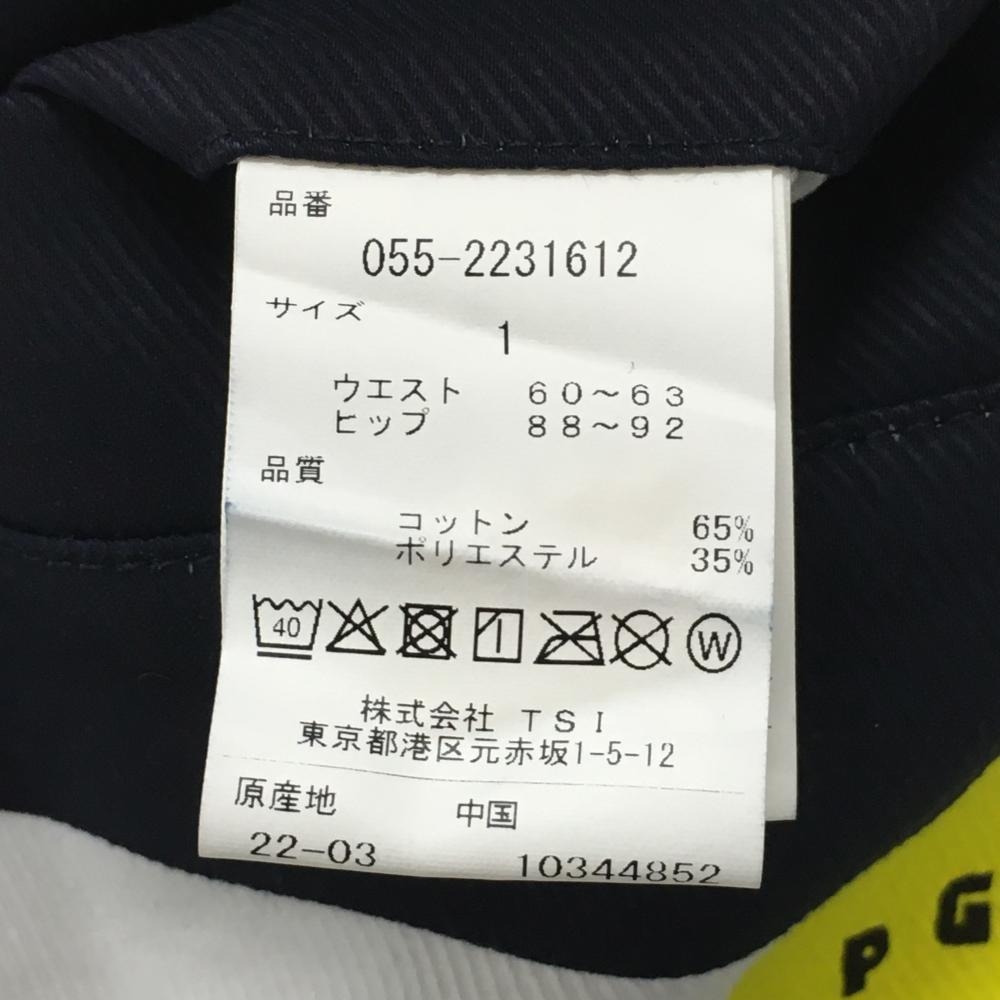 品番
055-2231612
サイズ
1
ウエスト 60～63
ヒップ 88～92
品質
コットン 65%
ポリエステル 35%
40 W
株式会社 TSI
東京都港区元赤坂1-5-12
原産地 中国
22-03 10344852
PG